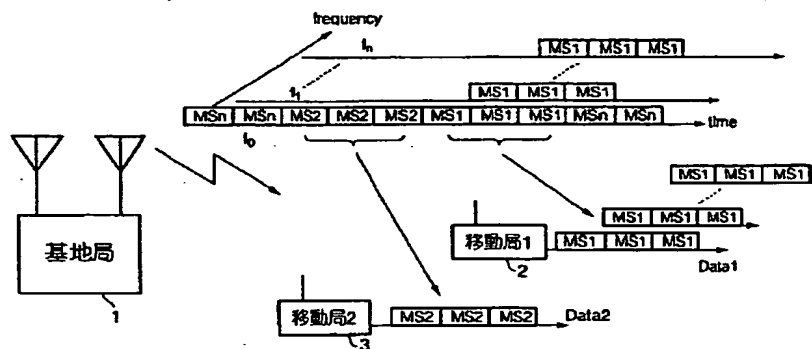 frequency
fn
MS1 MS1 MS1
f1
MS1 MS1 MS1
MSn MSn MS2 MS2 MS2 MS1 MS1 MS1 MSn MSn
time
f0
MS1 MS1 MS1
MS1 MS1 MS1
基地局
1
移動局1
2
MS1 MS1 MS1
Data1
移動局2
3
MS2 MS2 MS2
Data2